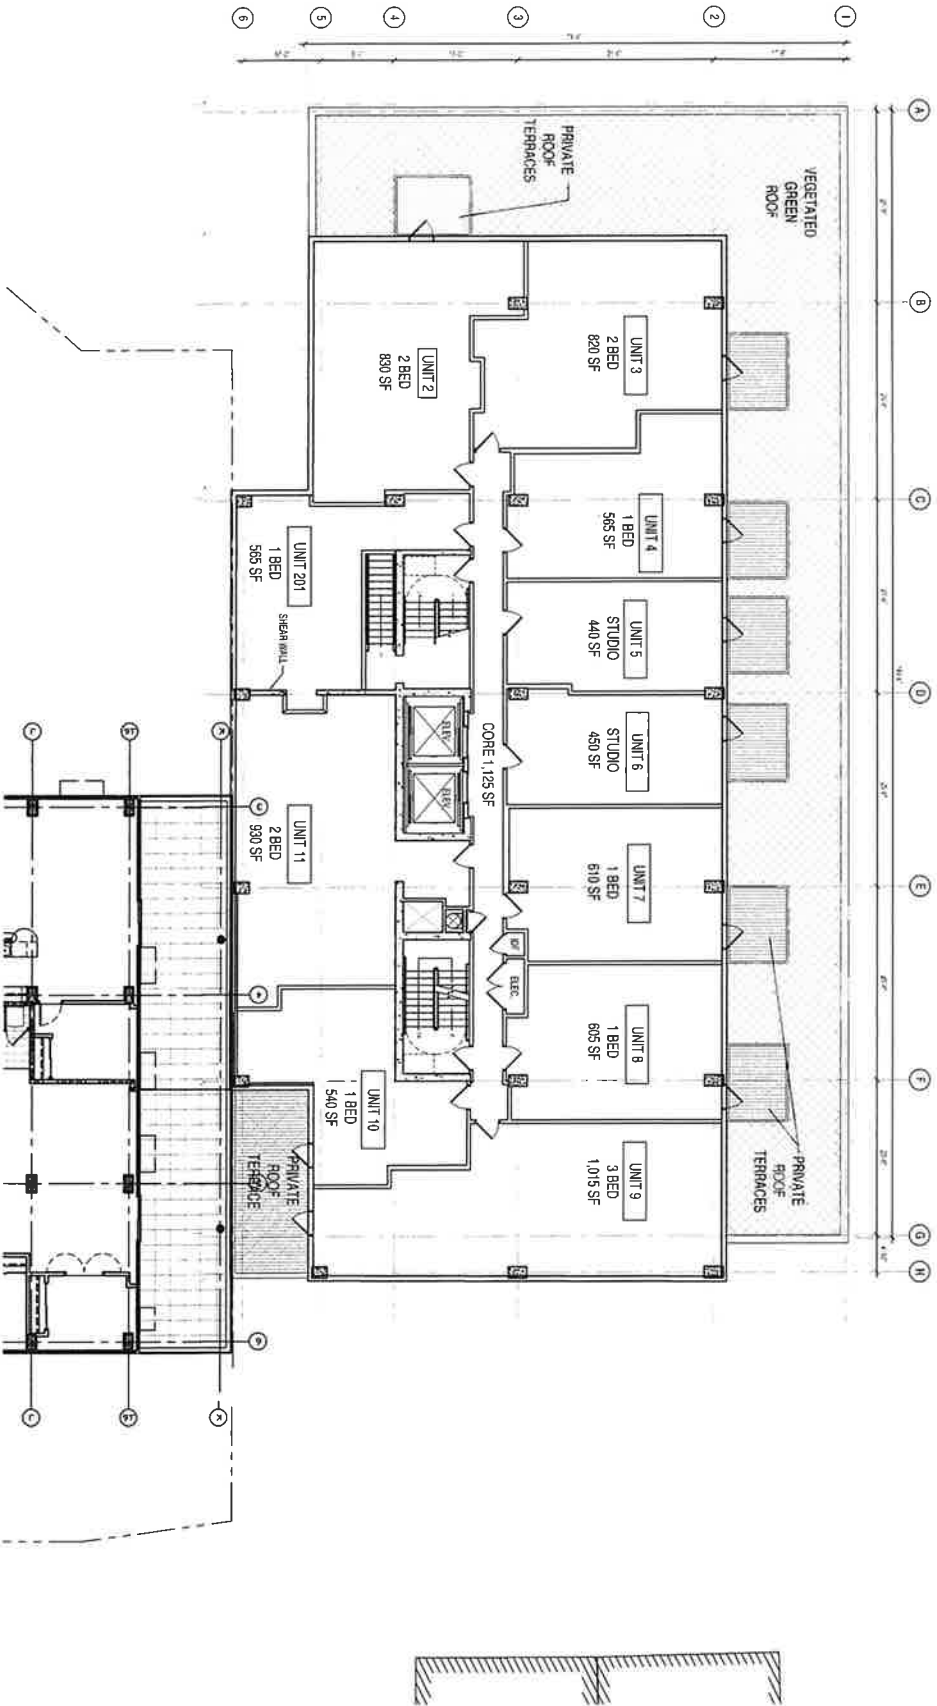 A
B
C
D
E
F
G
H
1
2
3
4
5
6
VEGETATED
GREEN
ROOF
PRIVATE
ROOF
TERRACES
PRIVATE
ROOF
TERRACES
UNIT 3
2 BED
820 SF
UNIT 4
1 BED
565 SF
UNIT 5
STUDIO
440 SF
UNIT 6
STUDIO
450 SF
UNIT 7
1 BED
610 SF
UNIT 8
1 BED
605 SF
UNIT 9
3 BED
1,015 SF
IDF
ELEC.
CORE 1,125 SF
ELEV.
ELEV.
UNIT 2
2 BED
830 SF
UNIT 201
1 BED
565 SF
SHEAR WALL
UNIT 11
2 BED
930 SF
UNIT 10
1 BED
540 SF
PRIVATE
ROOF
TERRACE
K
J
K
J